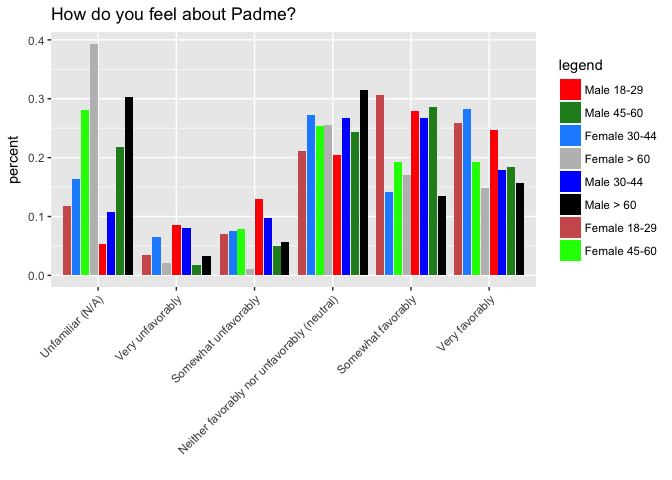 How do you feel about Padme?
percent
0.4
0.3
0.2
0.1
0.0
Unfamiliar (N/A)
Very unfavorably
Somewhat unfavorably
Neither favorably nor unfavorably (neutral)
Somewhat favorably
Very favorably
legend
Male 18-29
Male 45-60
Female 30-44
Female > 60
Male 30-44
Male > 60
Female 18-29
Female 45-60